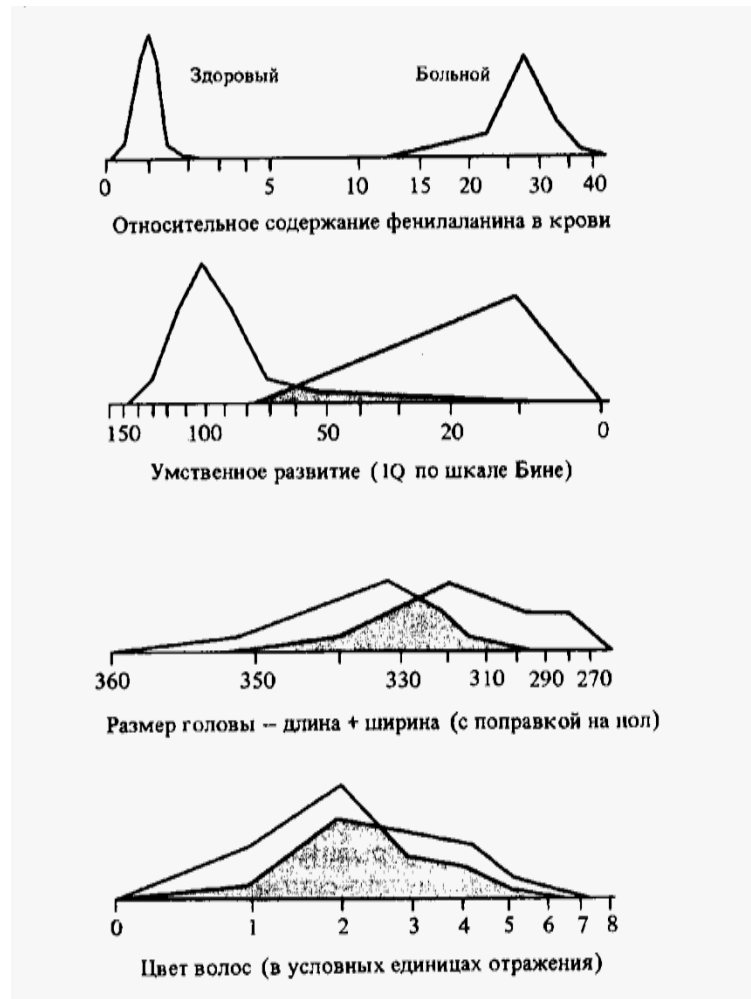 Здоровый Больной
0 5 10 15 20 30 40
Относительное содержание фенилаланина в крови
150 100 50 20 0
Умственное развитие (IQ по шкале Бине)
360 350 330 310 290 270
Размер головы – длина + ширина (с поправкой на пол)
0 1 2 3 4 5 6 7 8
Цвет волос (в условных единицах отражения)